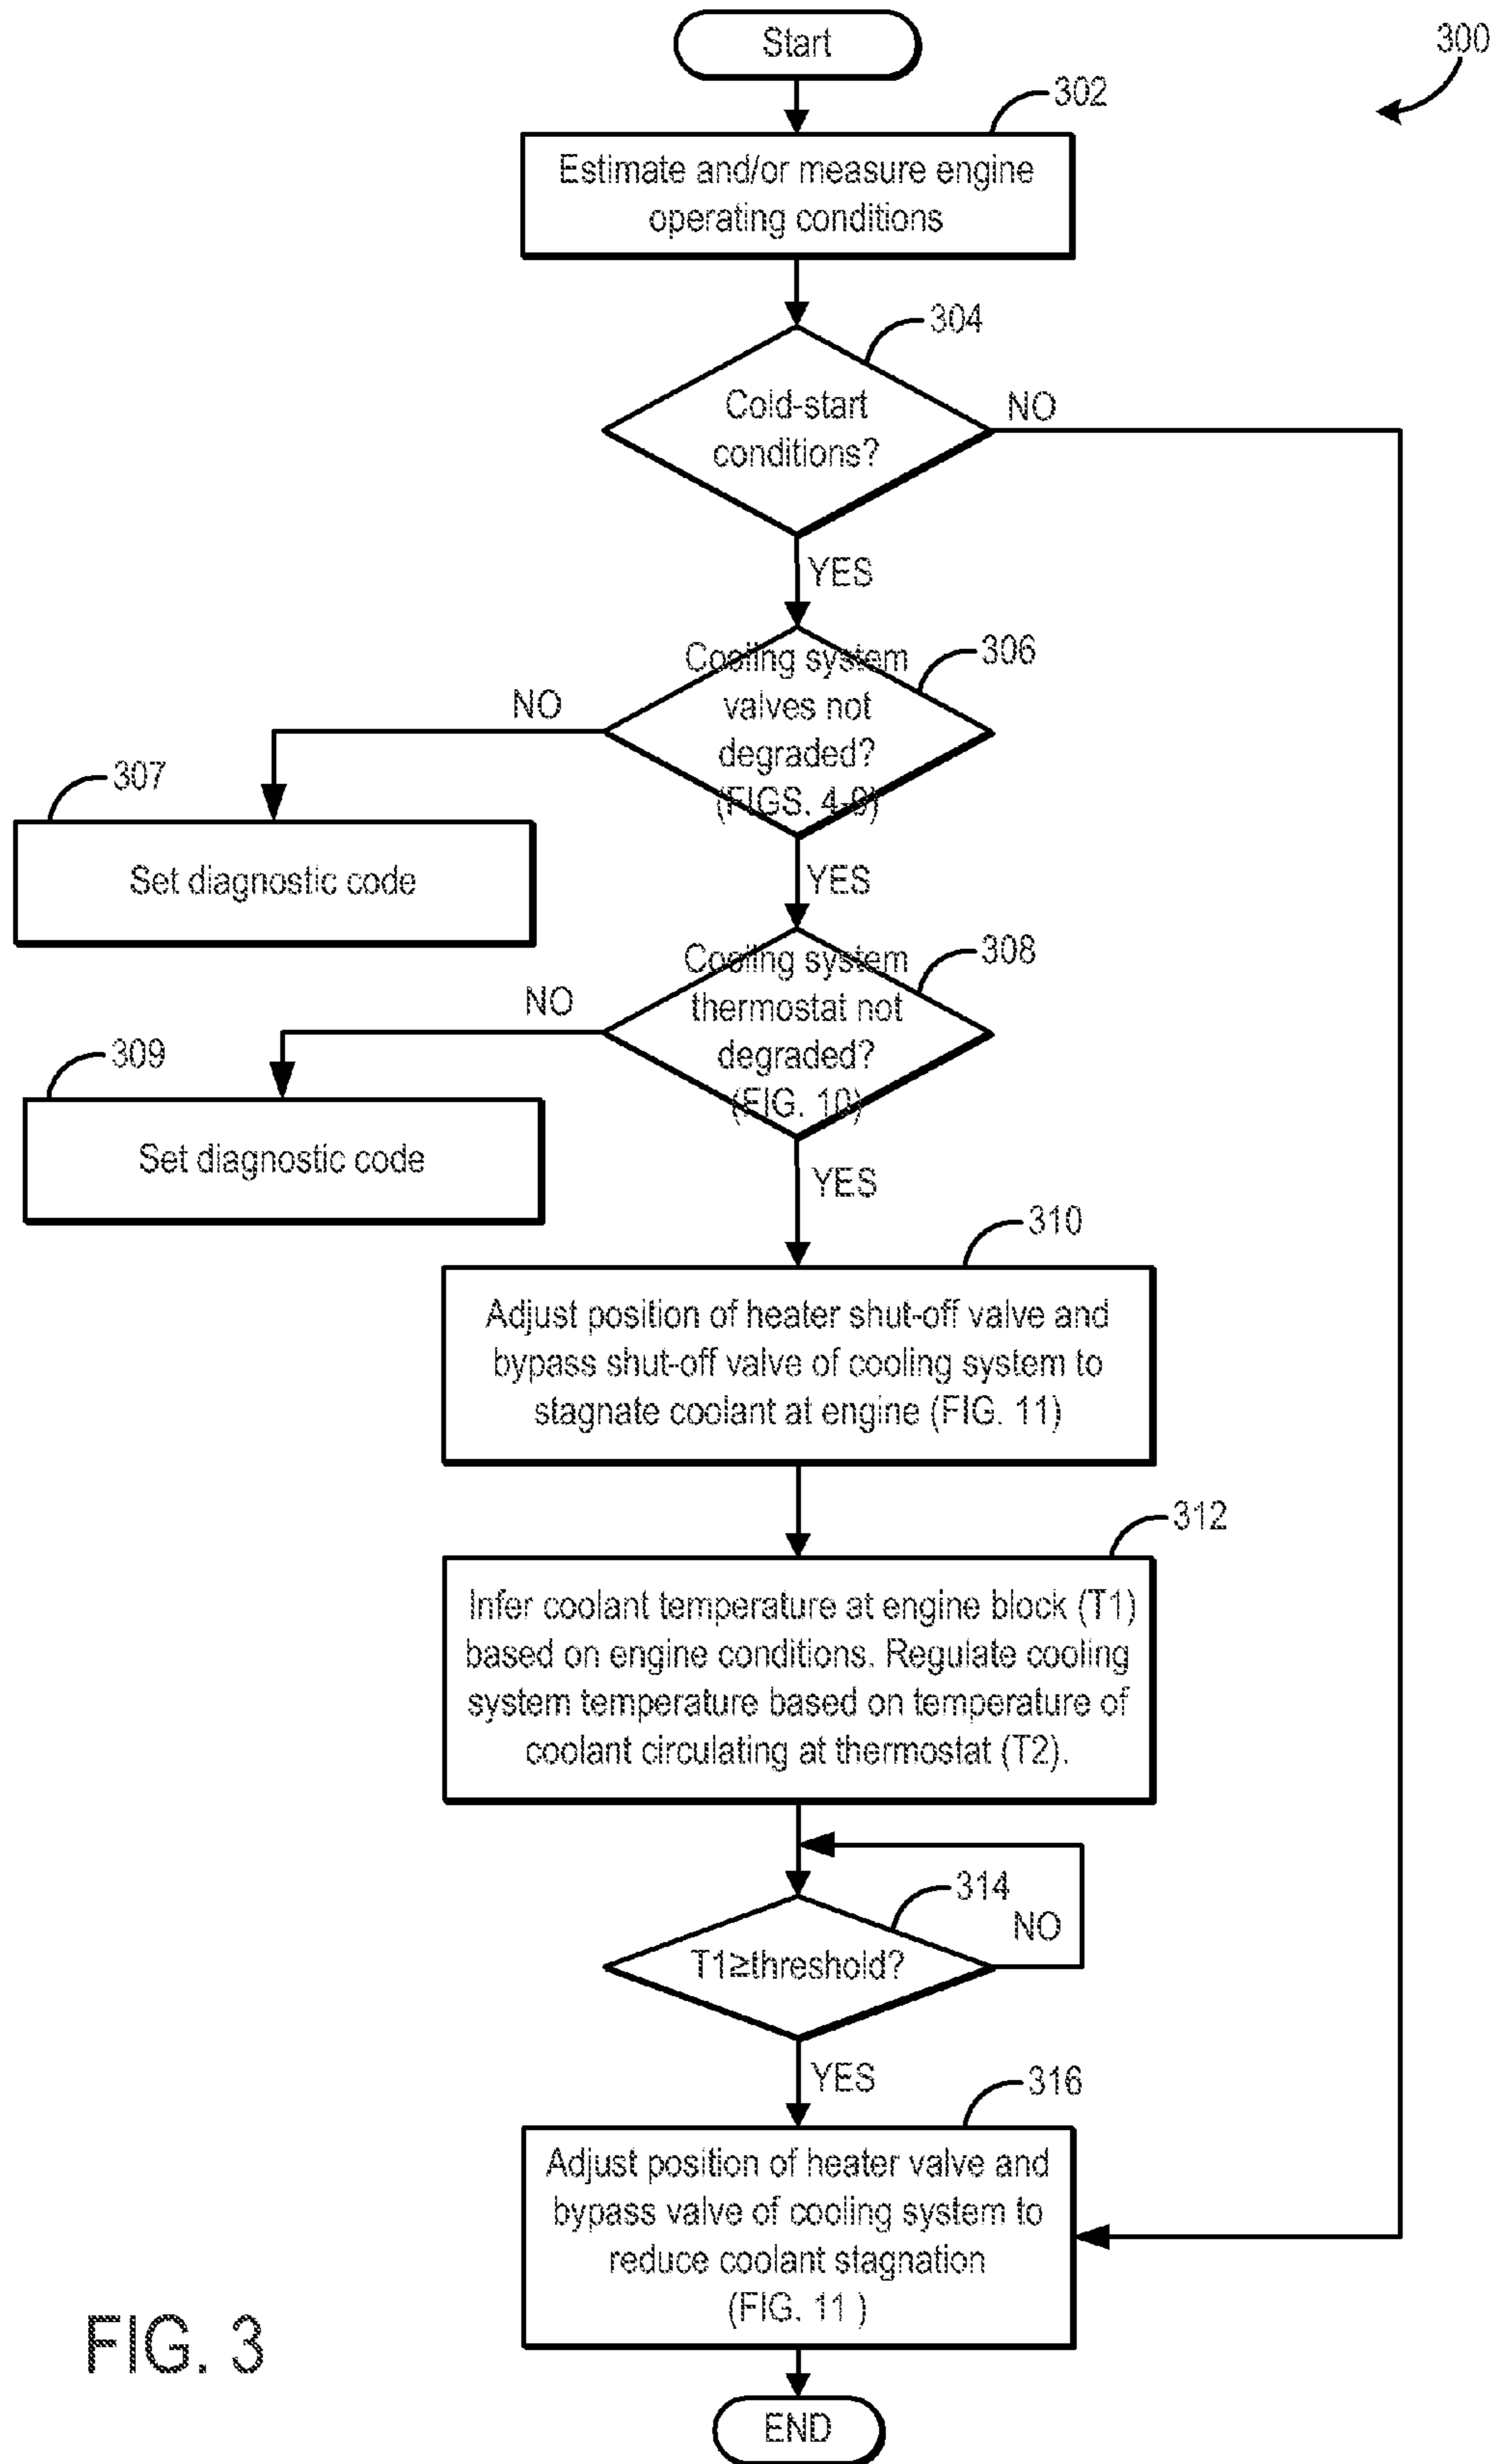 Start
300
302
Estimate and/or measure engine
operating conditions
304
Cold-start
conditions?
NO
YES
306
Cooling system
valves not
degraded?
(FIGS. 4-9)
NO
307
Set diagnostic code
YES
308
Cooling system
thermostat not
degraded?
(FIG. 10)
NO
309
Set diagnostic code
YES
310
Adjust position of heater shut-off valve and
bypass shut-off valve of cooling system to
stagnate coolant at engine (FIG. 11)
312
Infer coolant temperature at engine block (T1)
based on engine conditions. Regulate cooling
system temperature based on temperature of
coolant circulating at thermostat (T2).
314
NO
T1≥threshold?
YES
316
Adjust position of heater valve and
bypass valve of cooling system to
reduce coolant stagnation
(FIG. 11 )
FIG. 3
END